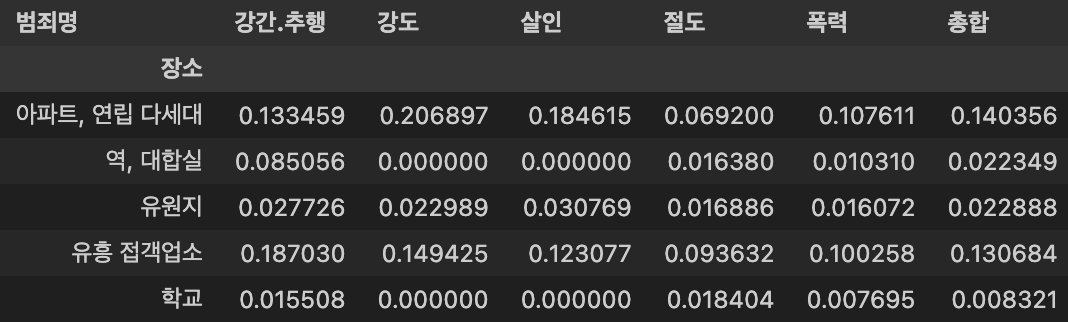 범죄명 강간.추행 강도 살인 절도 폭력 총합
장소
아파트, 연립 다세대 0.133459 0.206897 0.184615 0.069200 0.107611 0.140356
역, 대합실 0.085056 0.000000 0.000000 0.016380 0.010310 0.022349
유원지 0.027726 0.022989 0.030769 0.016886 0.016072 0.022888
유흥 접객업소 0.187030 0.149425 0.123077 0.093632 0.100258 0.130684
학교 0.015508 0.000000 0.000000 0.018404 0.007695 0.008321